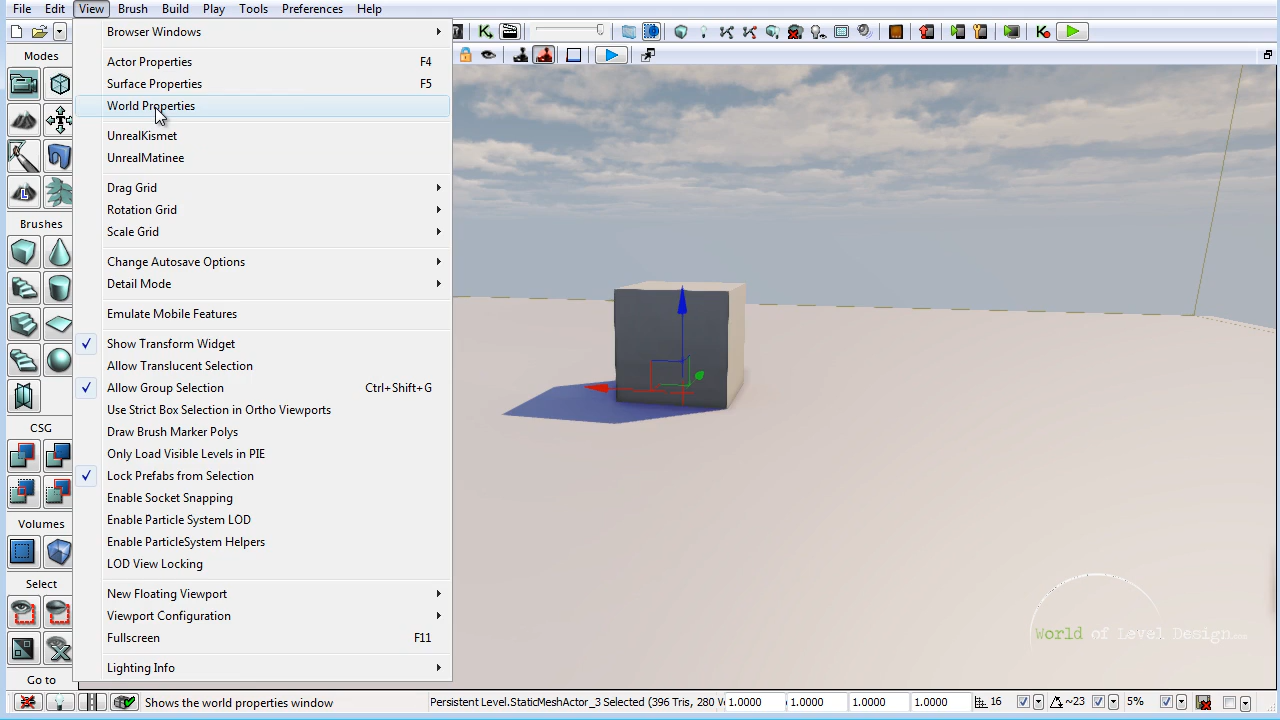 File Edit View Brush Build Play Tools Preferences Help
Modes
Browser Windows
Actor Properties F4
Surface Properties F5
World Properties
UnrealKismet
UnrealMatinee
Drag Grid
Rotation Grid
Scale Grid
Brushes
Change Autosave Options
Detail Mode
Emulate Mobile Features
Show Transform Widget
Allow Translucent Selection
Allow Group Selection Ctrl+Shift+G
Use Strict Box Selection in Ortho Viewports
Draw Brush Marker Polys
CSG
Only Load Visible Levels in PIE
Lock Prefabs from Selection
Enable Socket Snapping
Enable Particle System LOD
Volumes
Enable ParticleSystem Helpers
LOD View Locking
Select
New Floating Viewport
Viewport Configuration
Fullscreen F11
Lighting Info
Go to
World of Level Design
Shows the world properties window Persistent Level.StaticMeshActor_3 Selected (396 Tris, 280 V 1.0000 1.0000 1.0000 1.0000 16 ~23 5%